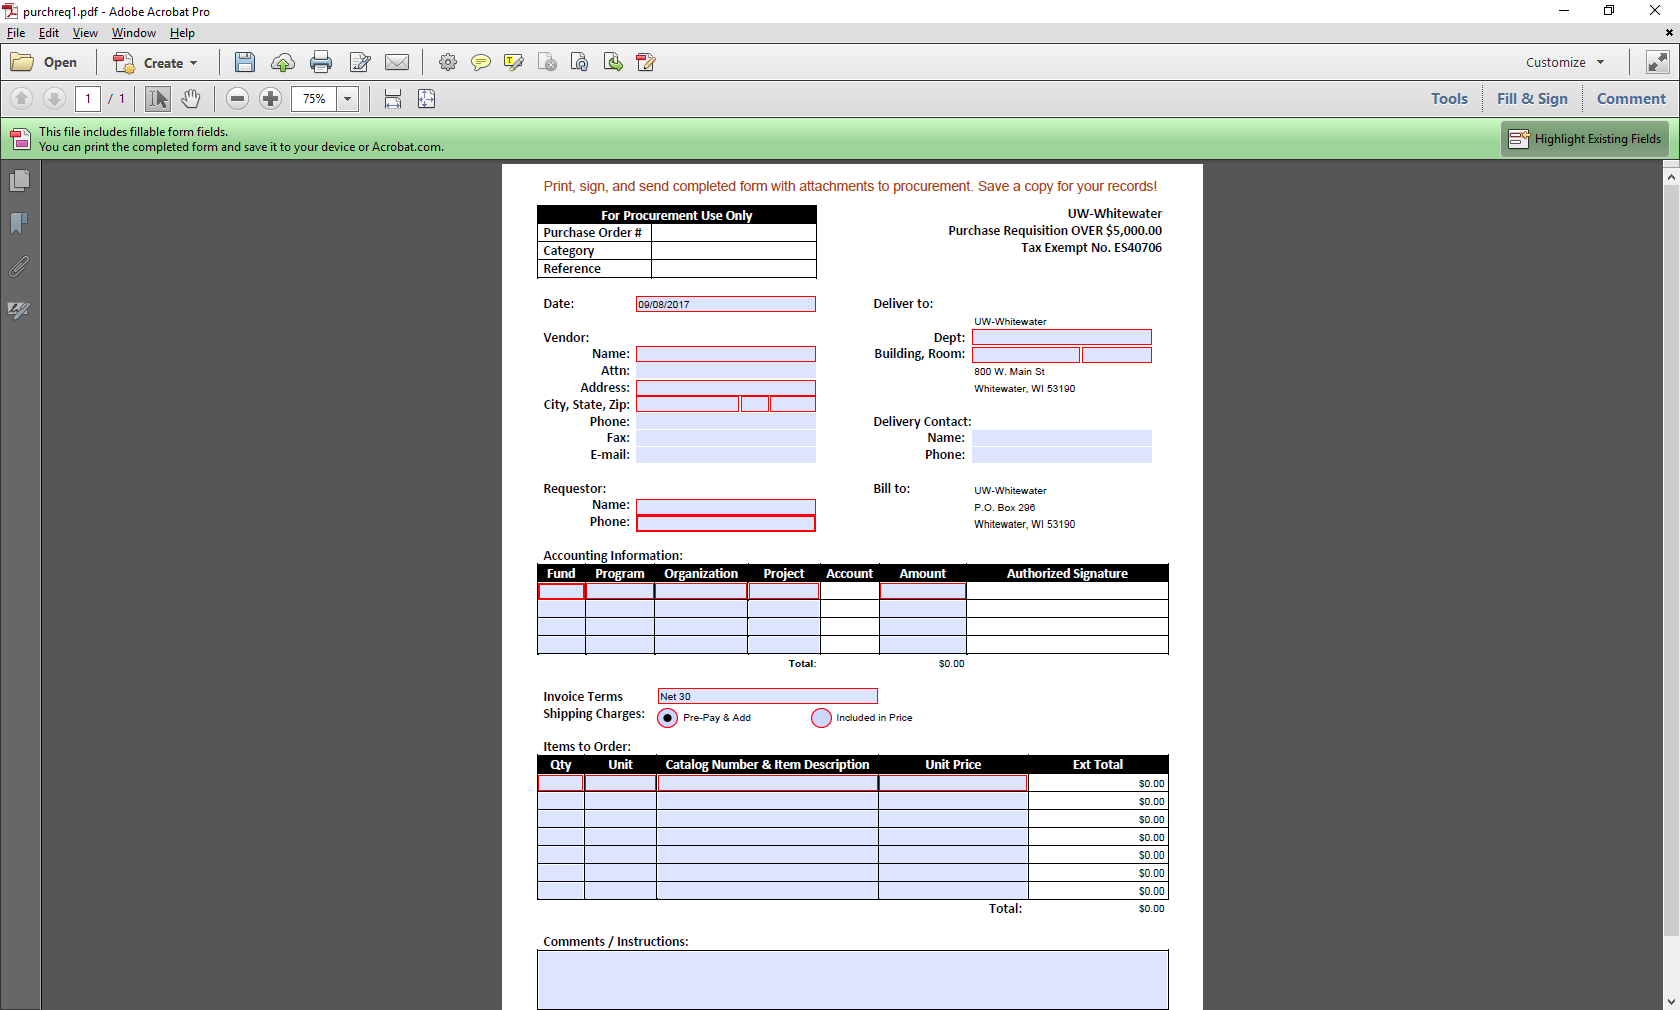 purchreq1.pdf - Adobe Acrobat Pro
File Edit View Window Help
Open Create Customize
1 / 1 75% Tools Fill & Sign Comment
This file includes fillable form fields.
You can print the completed form and save it to your device or Acrobat.com.
Highlight Existing Fields
Print, sign, and send completed form with attachments to procurement. Save a copy for your records!
For Procurement Use Only
Purchase Order #
Category
Reference
UW-Whitewater
Purchase Requisition OVER $5,000.00
Tax Exempt No. ES40706
Date: 09/08/2017
Vendor:
Name:
Attn:
Address:
City, State, Zip:
Phone:
Fax:
E-mail:
Deliver to:
UW-Whitewater
Dept:
Building, Room:
800 W. Main St
Whitewater, WI 53190
Delivery Contact:
Name:
Phone:
Requestor:
Name:
Phone:
Bill to: UW-Whitewater
P.O. Box 296
Whitewater, WI 53190
Accounting Information:
Fund Program Organization Project Account Amount Authorized Signature
Total: $0.00
Invoice Terms Net 30
Shipping Charges: Pre-Pay & Add Included in Price
Items to Order:
Qty Unit Catalog Number & Item Description Unit Price Ext Total
$0.00
$0.00
$0.00
$0.00
$0.00
$0.00
$0.00
Total: $0.00
Comments / Instructions: